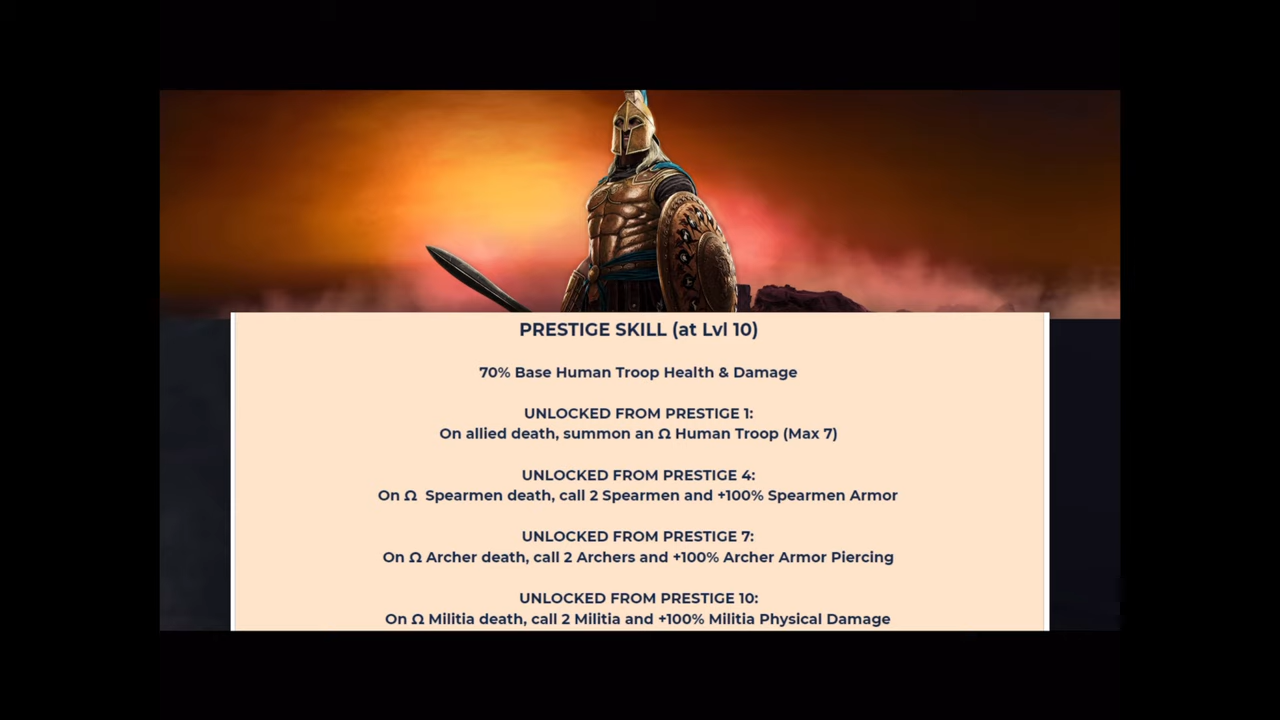 PRESTIGE SKILL (at Lvl 10)
70% Base Human Troop Health & Damage
UNLOCKED FROM PRESTIGE 1:
On allied death, summon an Ω Human Troop (Max 7)
UNLOCKED FROM PRESTIGE 4:
On Ω Spearmen death, call 2 Spearmen and +100% Spearmen Armor
UNLOCKED FROM PRESTIGE 7:
On Ω Archer death, call 2 Archers and +100% Archer Armor Piercing
UNLOCKED FROM PRESTIGE 10:
On Ω Militia death, call 2 Militia and +100% Militia Physical Damage